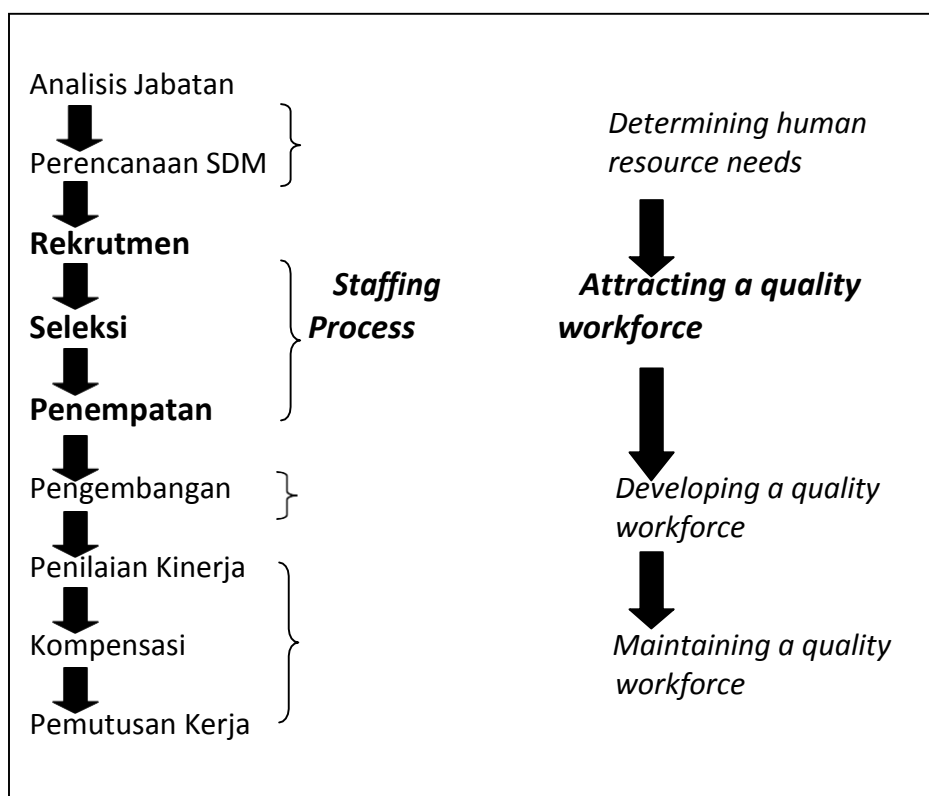 Analisis Jabatan
Perencanaan SDM
Rekrutmen
Seleksi
Penempatan
Pengembangan
Penilaian Kinerja
Kompensasi
Pemutusan Kerja
Staffing
Process
Determining human
resource needs
Attracting a quality
workforce
Developing a quality
workforce
Maintaining a quality
workforce